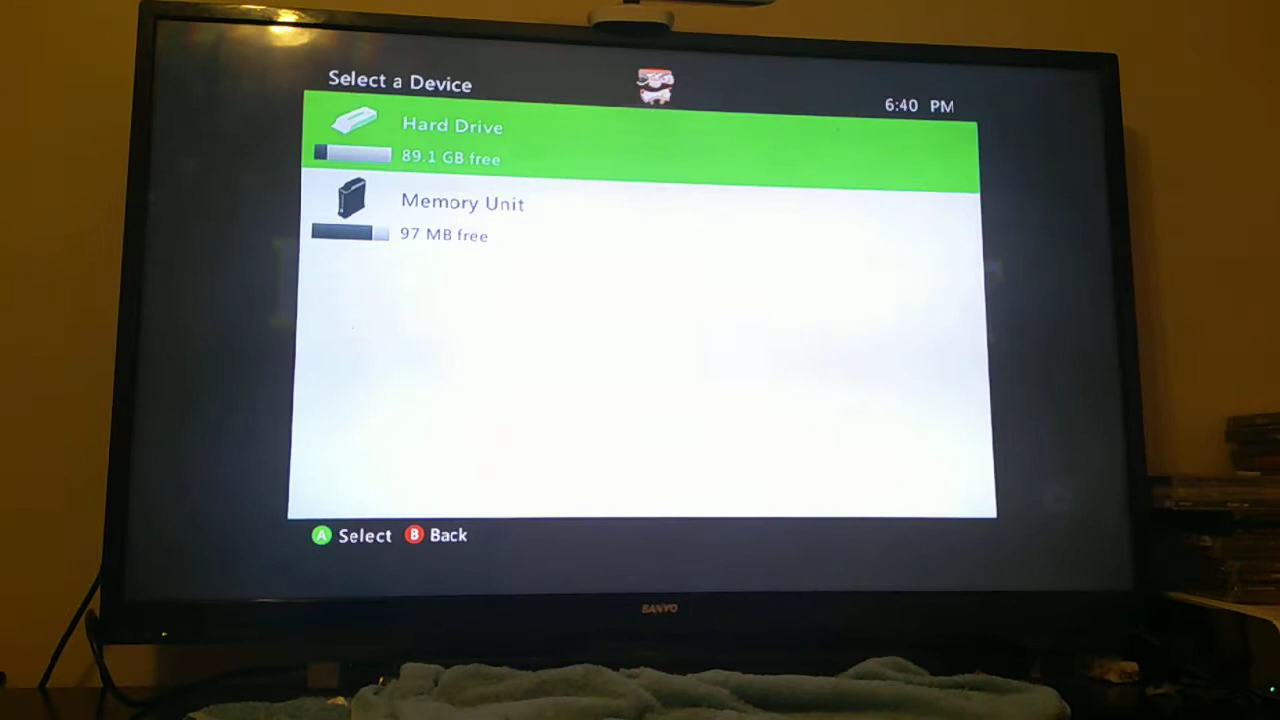 Select a Device
6:40 PM
Hard Drive
89.1 GB free
Memory Unit
97 MB free
A Select B Back
SANYO